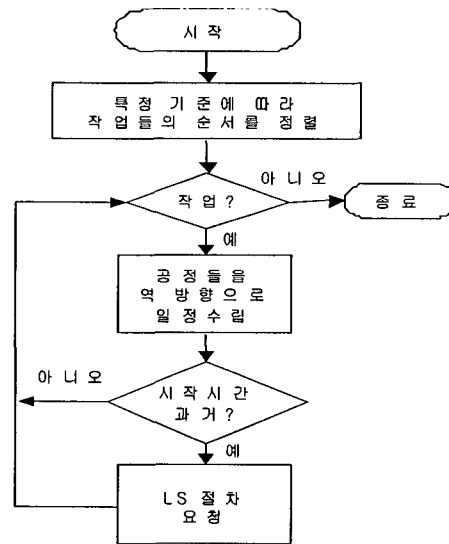 시작
특정 기준에 따라
작업들의 순서를 정렬
아니오
작업?
종료
예
공정들을
역 방향으로
일정수립
아니오
시작시간
과거?
예
LS 절차
요청